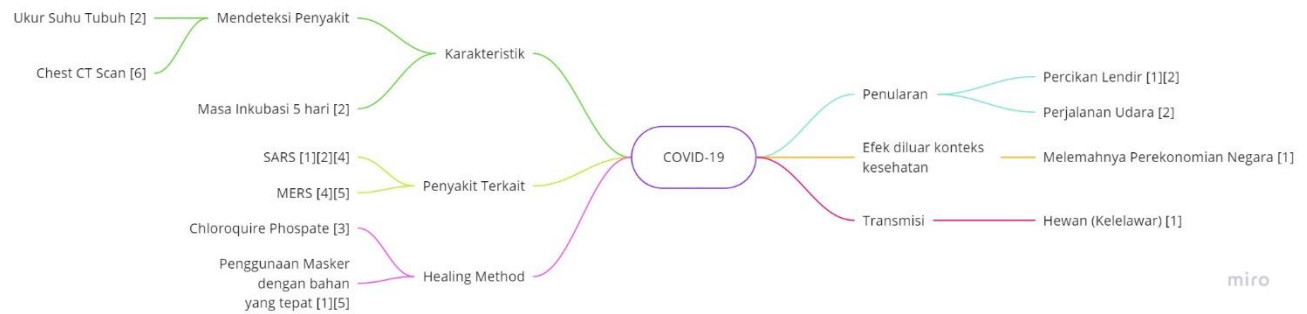 Ukur Suhu Tubuh [2]
Mendeteksi Penyakit
Chest CT Scan [6]
Karakteristik
Masa Inkubasi 5 hari [2]
SARS [1][2][4]
MERS [4][5]
Penyakit Terkait
Chloroquire Phospate [3]
Penggunaan Masker
dengan bahan
yang tepat [1][5]
Healing Method
COVID-19
Penularan
Percikan Lendir [1][2]
Perjalanan Udara [2]
Efek diluar konteks
kesehatan
Melemahnya Perekonomian Negara [1]
Transmisi
Hewan (Kelelawar) [1]
miro